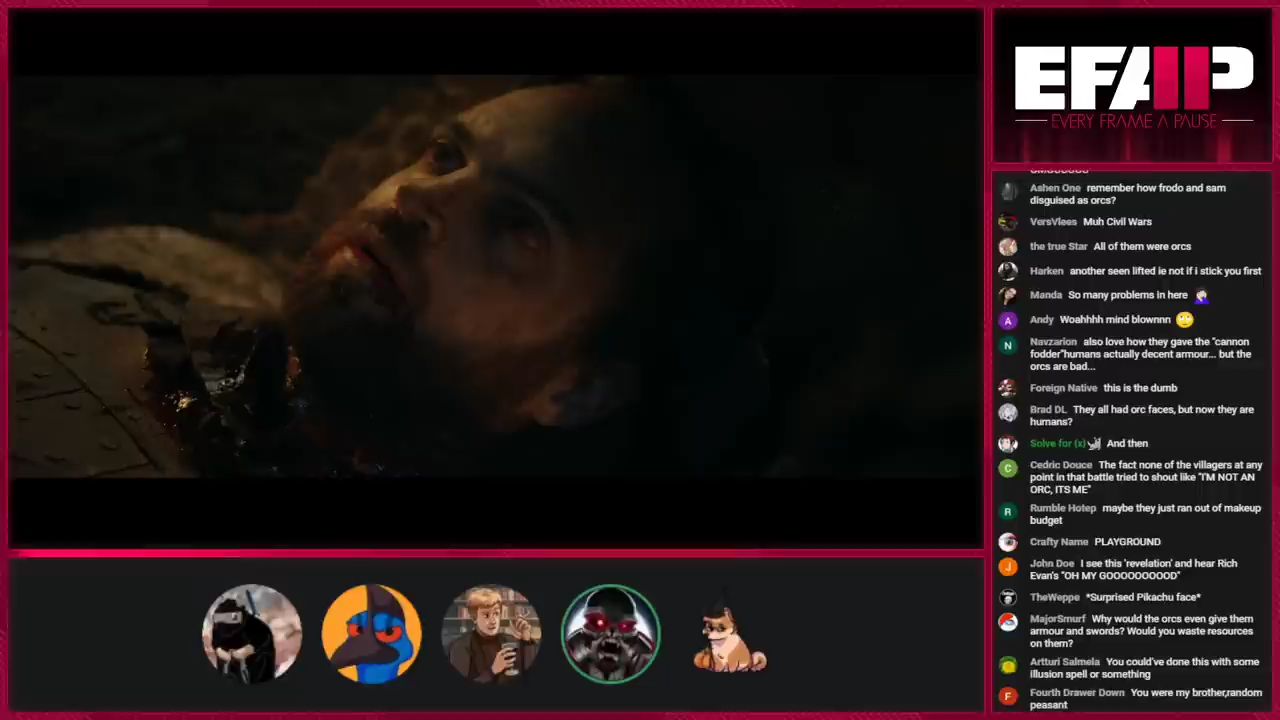 EFAP
EVERY FRAME A PAUSE
Ashen One remember how frodo and sam
disguised as orcs?
VersVlees Muh Civil Wars
the true Star All of them were orcs
Harken another seen lifted ie not if i stick you first
Manda So many problems in here
A
Andy Woahhhh mind blownnn
N
Navzarion also love how they gave the "cannon
fodder"humans actually decent armour... but the
orcs are bad...
Foreign Native this is the dumb
Brad DL They all had orc faces, but now they are
humans?
Solve for (x) And then
C
Cedric Douce The fact none of the villagers at any
point in that battle tried to shout like "I'M NOT AN
ORC, ITS ME"
R
Rumble Hotep maybe they just ran out of makeup
budget
Crafty Name PLAYGROUND
J
John Doe I see this 'revelation' and hear Rich
Evan's "OH MY GOOOOOOOOOD"
TheWeppe *Surprised Pikachu face*
MajorSmurf Why would the orcs even give them
armour and swords? Would you waste resources
on them?
Artturi Salmela You could've done this with some
illusion spell or something
F
Fourth Drawer Down You were my brother,random
peasant